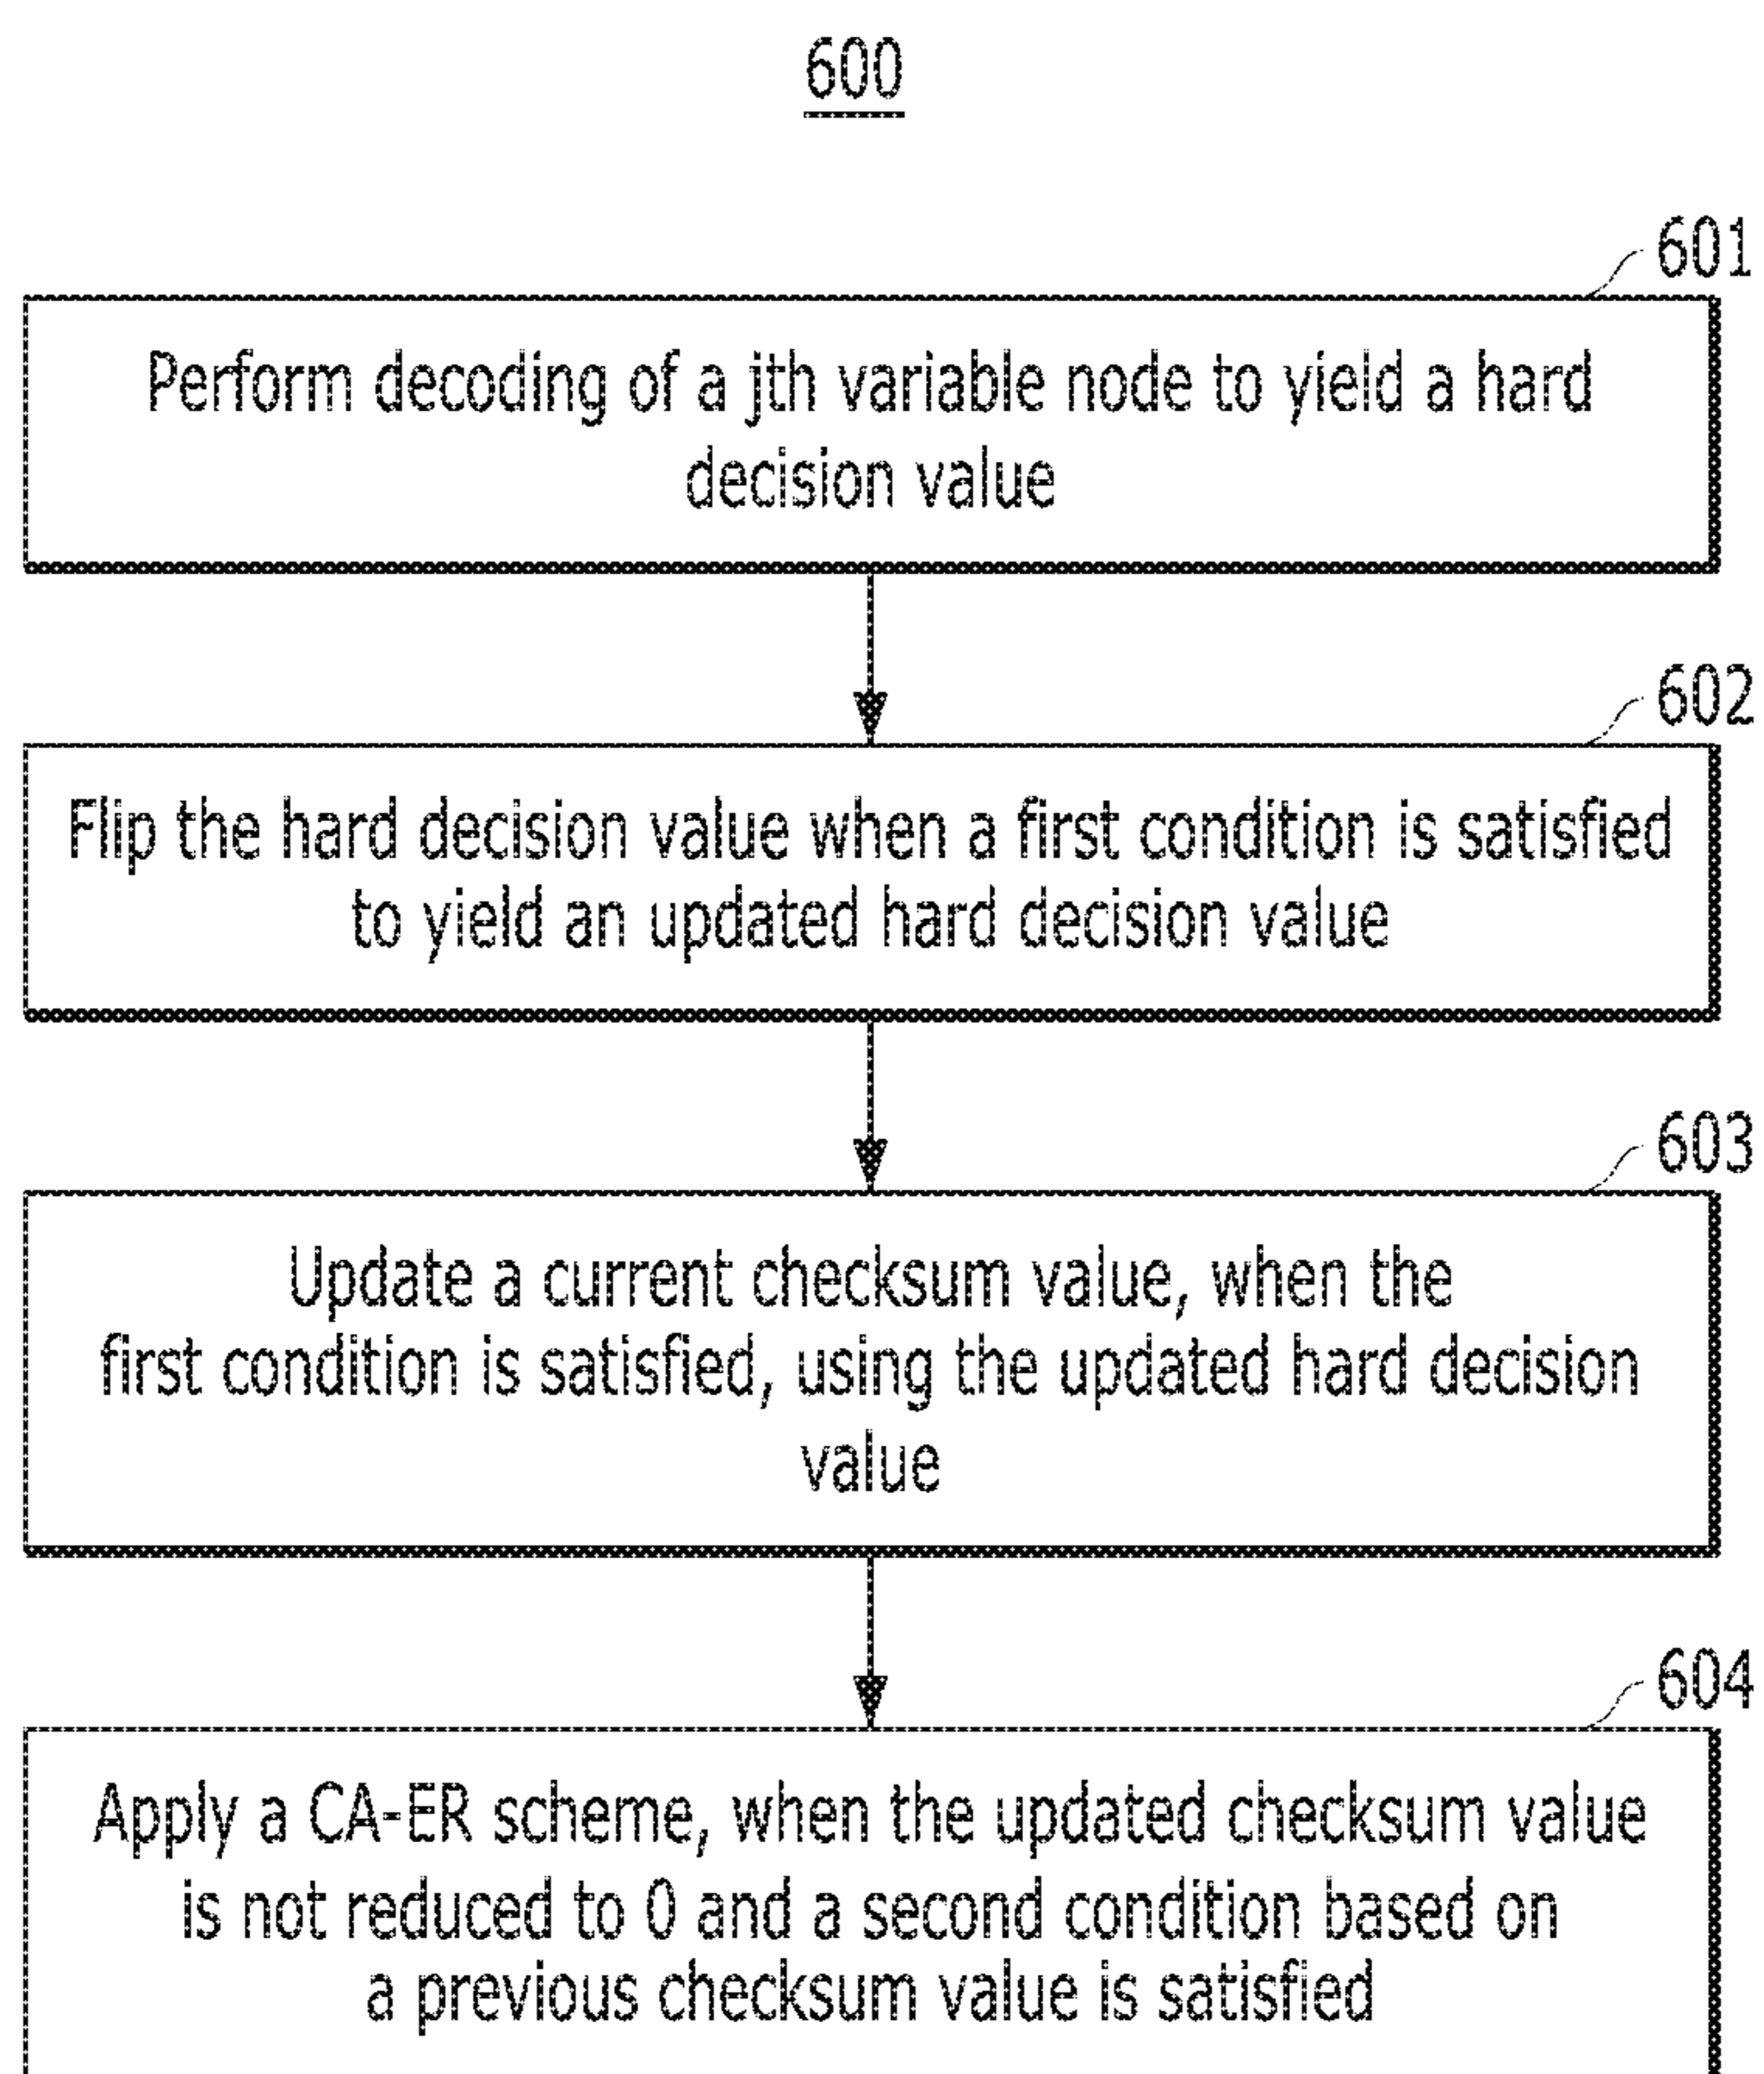 600
601
Perform decoding of a jth variable node to yield a hard
decision value
602
Flip the hard decision value when a first condition is satisfied
to yield an updated hard decision value
603
Update a current checksum value, when the
first condition is satisfied, using the updated hard decision
value
604
Apply a CA-ER scheme, when the updated checksum value
is not reduced to 0 and a second condition based on
a previous checksum value is satisfied